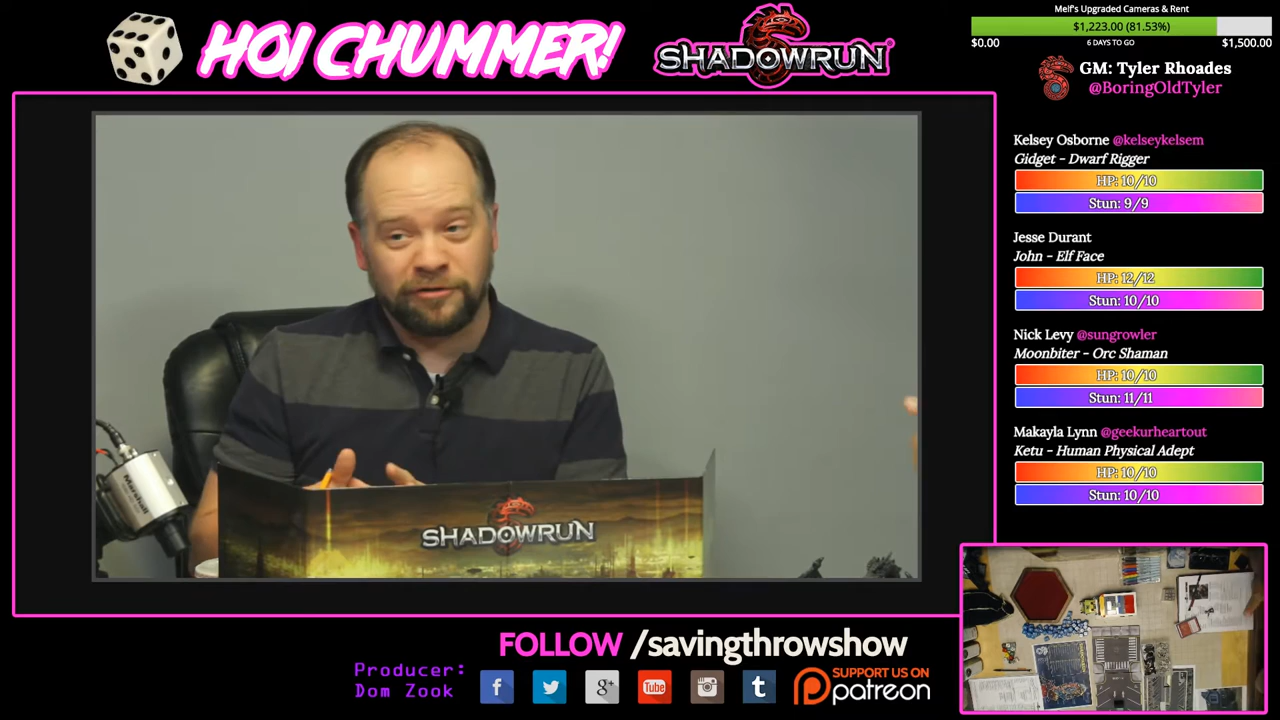 HOI CHUMMER!
SHADOWRUN
Melf's Upgraded Cameras & Rent
$1,223.00 (81.53%)
$0.00
6 DAYS TO GO
$1,500.00
GM: Tyler Rhoades
@BoringOldTyler
Kelsey Osborne @kelseykelsem
Gidget - Dwarf Rigger
HP: 10/10
Stun: 9/9
Jesse Durant
John - Elf Face
HP: 12/12
Stun: 10/10
Nick Levy @sungrowler
Moonbiter - Orc Shaman
HP: 10/10
Stun: 11/11
Makayla Lynn @geekurheartout
Ketu - Human Physical Adept
HP: 10/10
Stun: 10/10
Marshall
SHADOWRUN
FOLLOW /savingthrowshow
Producer:
Dom Zook
f
g+
You Tube
t
SUPPORT US ON
patreon